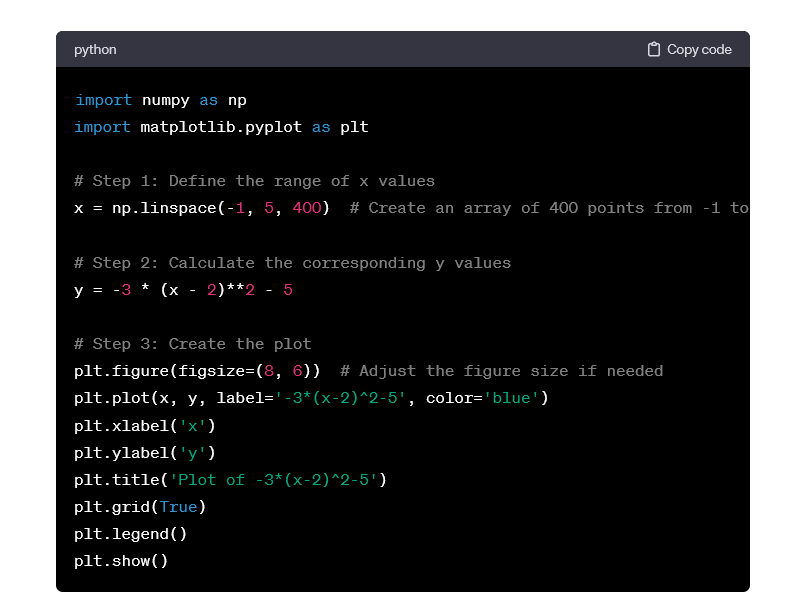 python
Copy code
import numpy as np
import matplotlib.pyplot as plt
# Step 1: Define the range of x values
x = np.linspace(-1, 5, 400)  # Create an array of 400 points from -1 to
# Step 2: Calculate the corresponding y values
y = -3 * (x - 2)**2 - 5
# Step 3: Create the plot
plt.figure(figsize=(8, 6))  # Adjust the figure size if needed
plt.plot(x, y, label='-3*(x-2)^2-5', color='blue')
plt.xlabel('x')
plt.ylabel('y')
plt.title('Plot of -3*(x-2)^2-5')
plt.grid(True)
plt.legend()
plt.show()